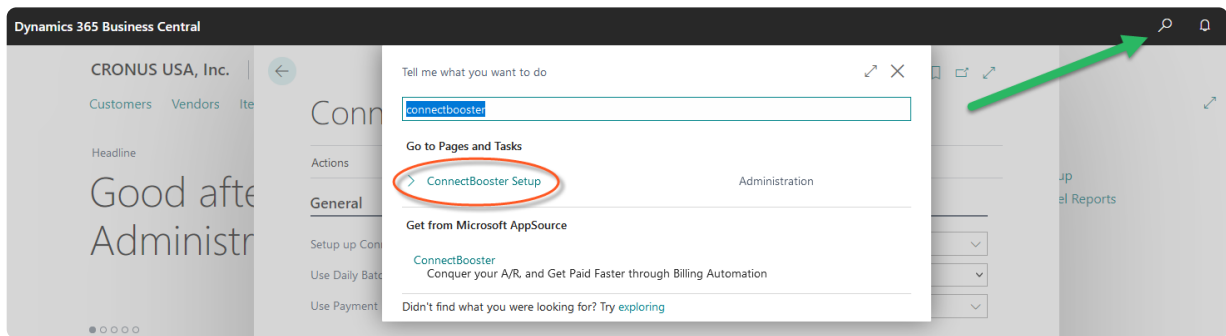 Dynamics 365 Business Central
CRONUS USA, Inc.
Customers Vendors Ite
Headline
Good afte
Administr
Conn
Actions
General
Setup up Con
Use Daily Batc
Use Payment
Tell me what you want to do
connectbooster
Go to Pages and Tasks
ConnectBooster Setup Administration
Get from Microsoft AppSource
ConnectBooster
Conquer your A/R, and Get Paid Faster through Billing Automation
Didn't find what you were looking for? Try exploring
up
el Reports